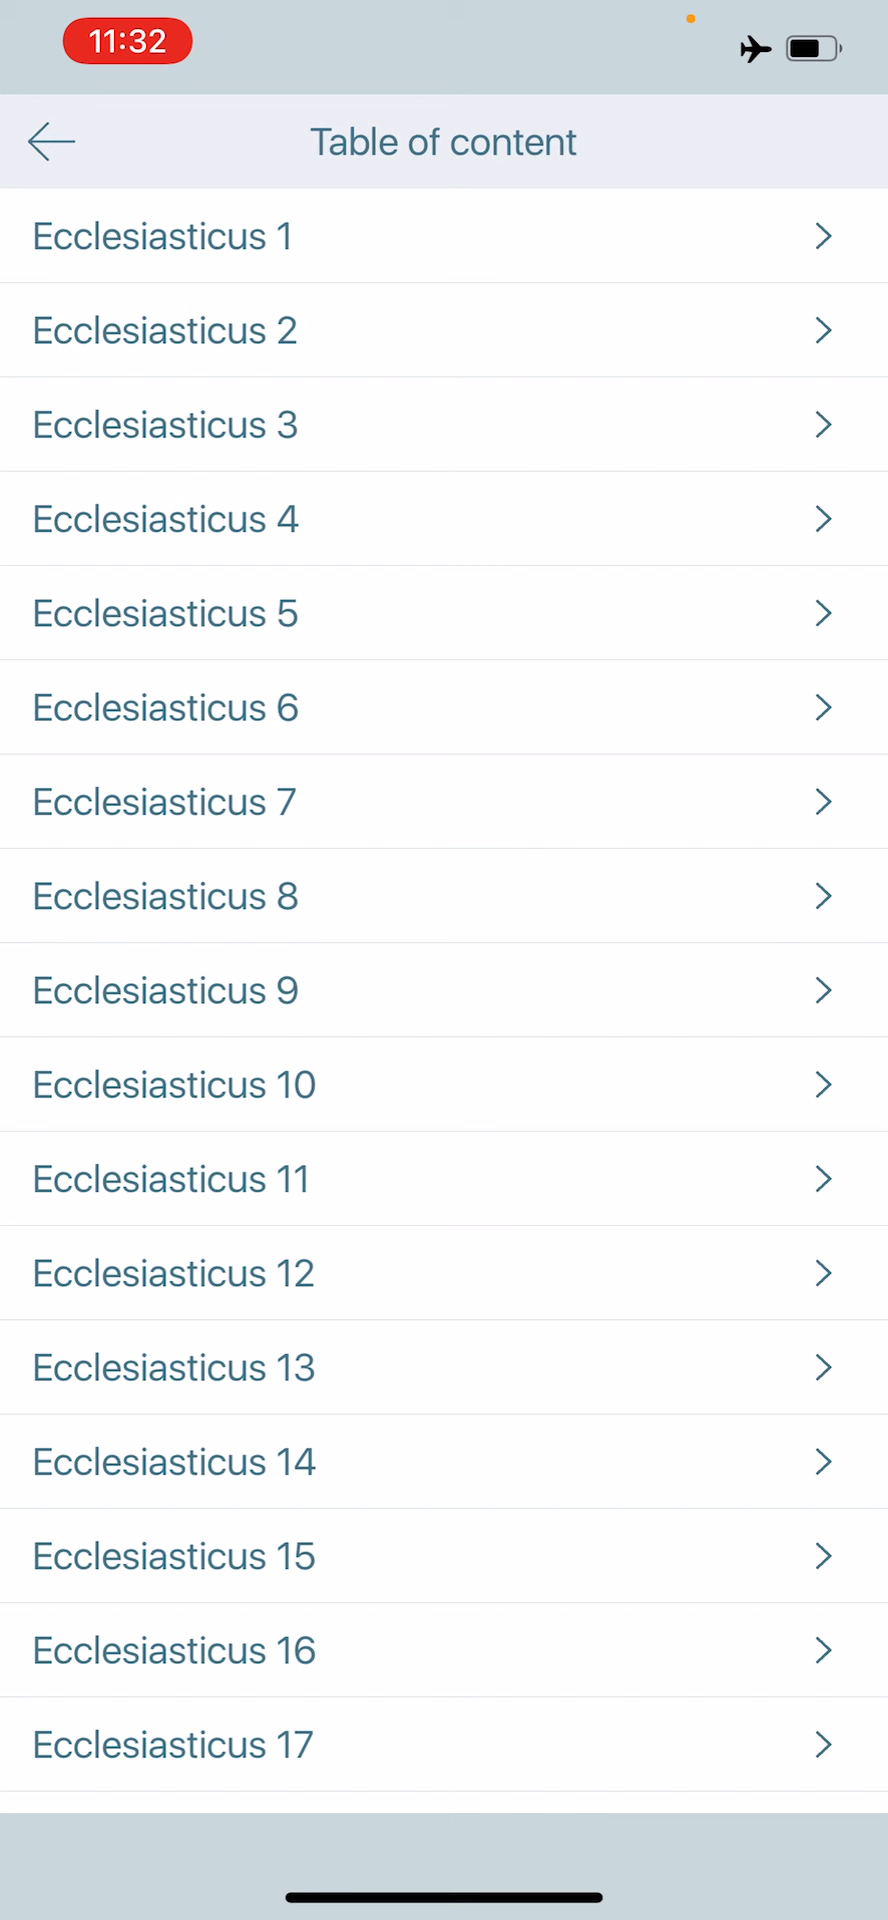 11:32
Table of content
Ecclesiasticus 1
Ecclesiasticus 2
Ecclesiasticus 3
Ecclesiasticus 4
Ecclesiasticus 5
Ecclesiasticus 6
Ecclesiasticus 7
Ecclesiasticus 8
Ecclesiasticus 9
Ecclesiasticus 10
Ecclesiasticus 11
Ecclesiasticus 12
Ecclesiasticus 13
Ecclesiasticus 14
Ecclesiasticus 15
Ecclesiasticus 16
Ecclesiasticus 17